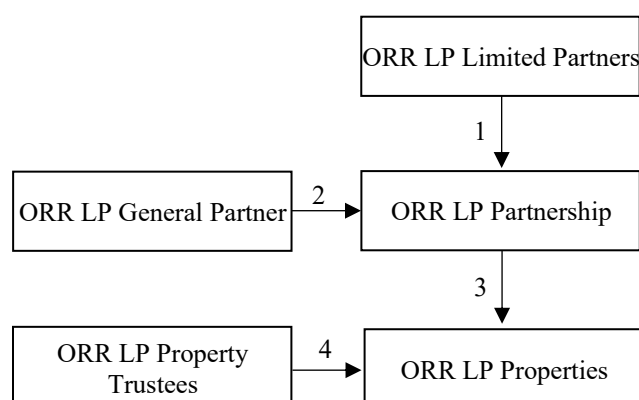 ORR LP Limited Partners
1
ORR LP General Partner
2
ORR LP Partnership
3
ORR LP Property
Trustees
4
ORR LP Properties